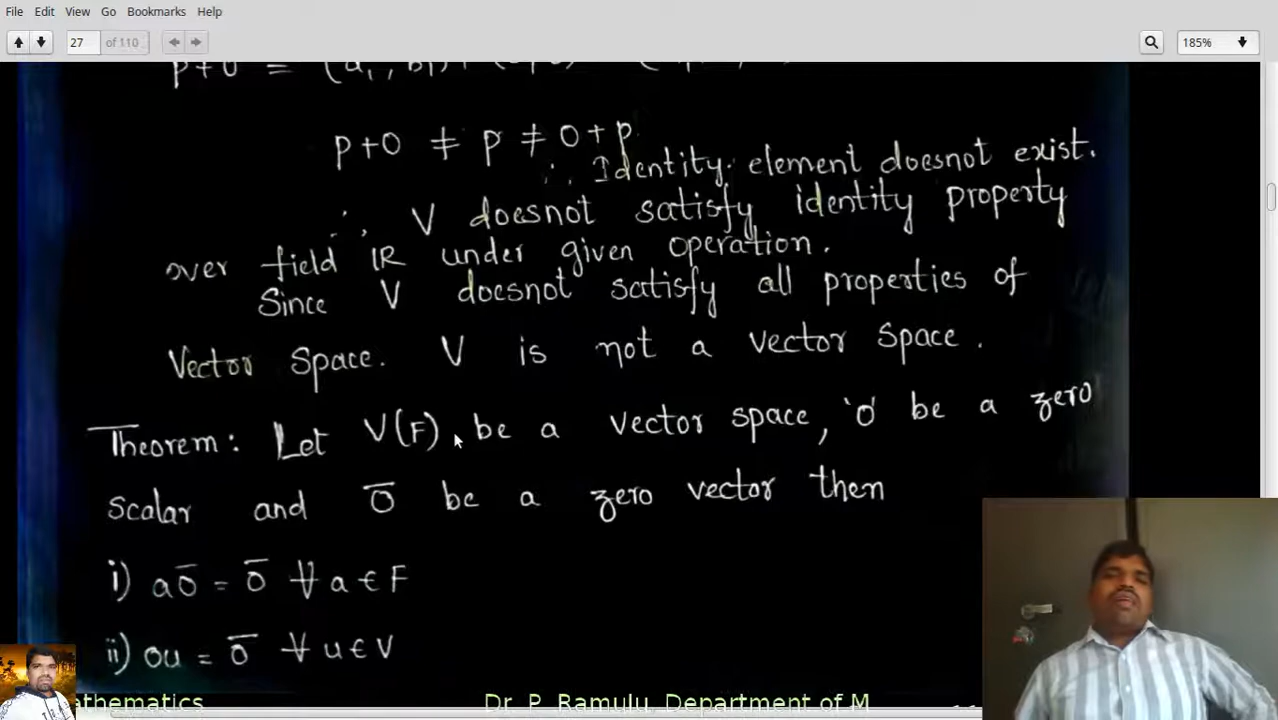 File Edit View Go Bookmarks Help
27 of 110
185%
p+0 =
p+0 ≠ p ≠ 0+p
∴ Identity element doesnot exist.
∴ V doesnot satisfy identity property
over field IR under given operation.
Since V doesnot satisfy all properties of
Vector Space. V is not a vector space.
Theorem: Let V(F) be a vector space, 'o' be a zero
scalar and ō be a zero vector then
i) aō = ō ∀ a ∈ F
ii) ou = ō ∀ u ∈ V
athematics Dr. P. Ramulu, Department of M